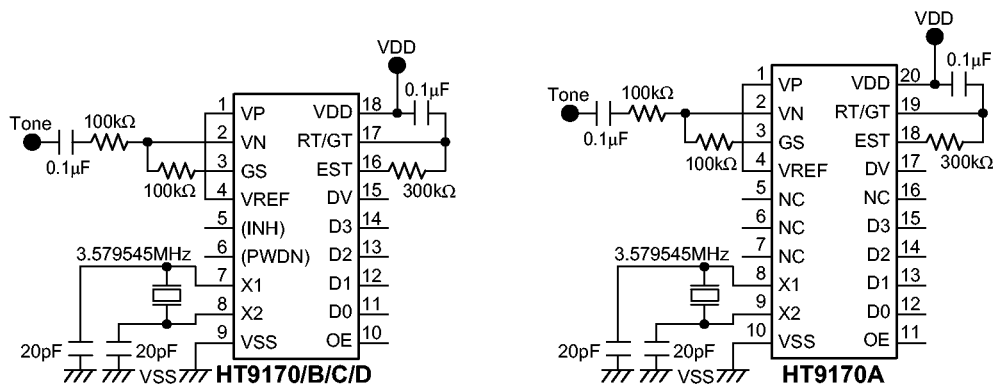 VDD
0.1µF
Tone
100kΩ
0.1µF
100kΩ
1 VP
2 VN
3 GS
4 VREF
5 (INH)
6 (PWDN)
7 X1
8 X2
9 VSS
VDD 18
RT/GT 17
EST 16
DV 15
D3 14
D2 13
D1 12
D0 11
OE 10
300kΩ
3.579545MHz
20pF
20pF
VSS
HT9170/B/C/D
VDD
0.1µF
Tone
100kΩ
0.1µF
100kΩ
1 VP
2 VN
3 GS
4 VREF
5 NC
6 NC
7 NC
8 X1
9 X2
10 VSS
VDD 20
RT/GT 19
EST 18
DV 17
NC 16
D3 15
D2 14
D1 13
D0 12
OE 11
300kΩ
3.579545MHz
20pF
20pF
VSS
HT9170A